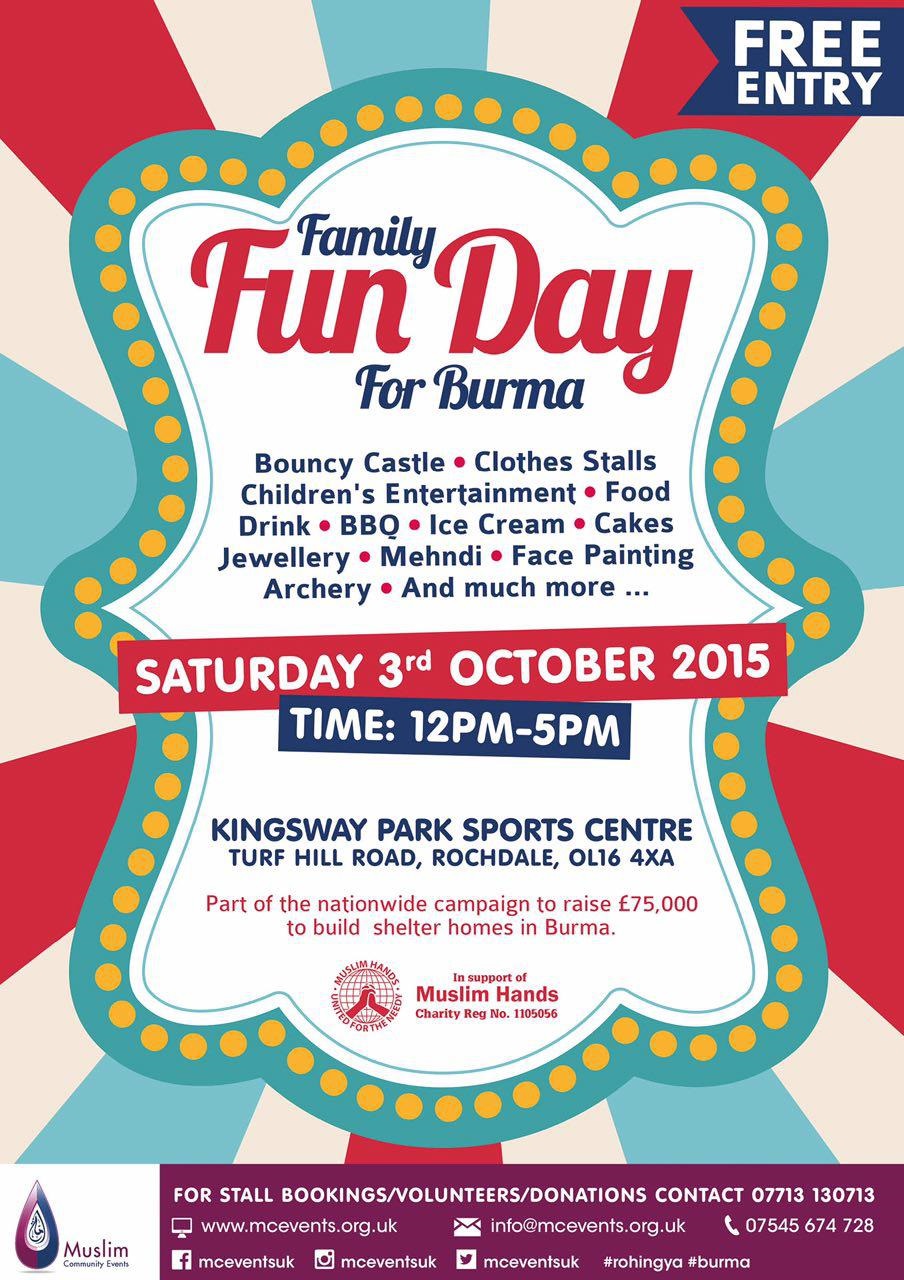 FREE
ENTRY
Family
Fun Day
For Burma
Bouncy Castle • Clothes Stalls
Children's Entertainment • Food
Drink • BBQ • Ice Cream • Cakes
Jewellery • Mehndi • Face Painting
Archery • And much more ...
SATURDAY 3rd OCTOBER 2015
TIME: 12PM-5PM
KINGSWAY PARK SPORTS CENTRE
TURF HILL ROAD, ROCHDALE, OL16 4XA
Part of the nationwide campaign to raise £75,000
to build shelter homes in Burma.
MUSLIM HANDS
UNITED FOR THE NEEDY
In support of
Muslim Hands
Charity Reg No. 1105056
FOR STALL BOOKINGS/VOLUNTEERS/DONATIONS CONTACT 07713 130713
www.mcevents.org.uk info@mcevents.org.uk 07545 674 728
mceventsuk mceventsuk mceventsuk #rohingya #burma
Muslim
Community Events